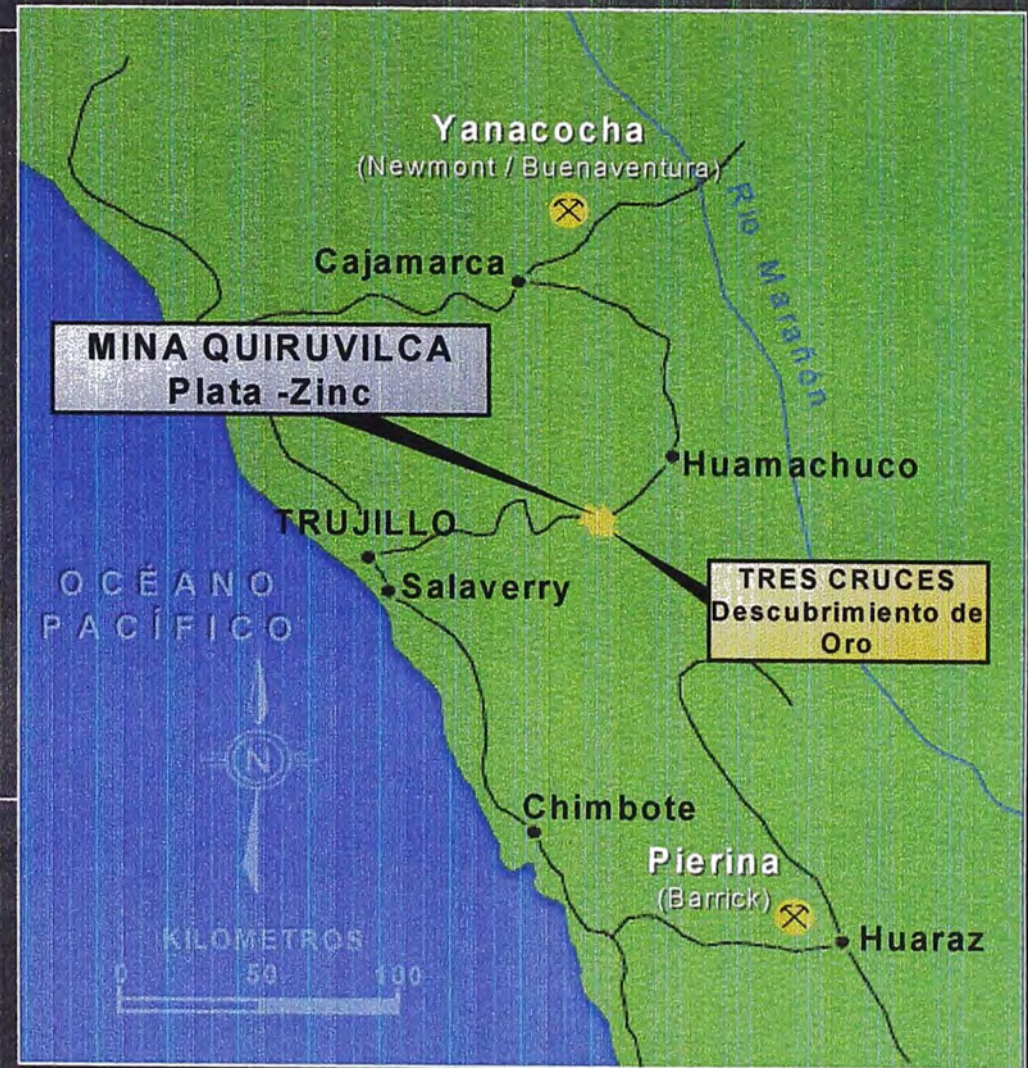 Yanacocha
(Newmont / Buenaventura)
Rio Marañón
Cajamarca
MINA QUIRUVILCA
Plata -Zinc
Huamachuco
TRUJILLO
Salaverry
TRES CRUCES
Descubrimiento de
Oro
OCÉANO
PACÍFICO
N
Chimbote
Pierina
(Barrick)
Huaraz
KILOMETROS
0 50 100